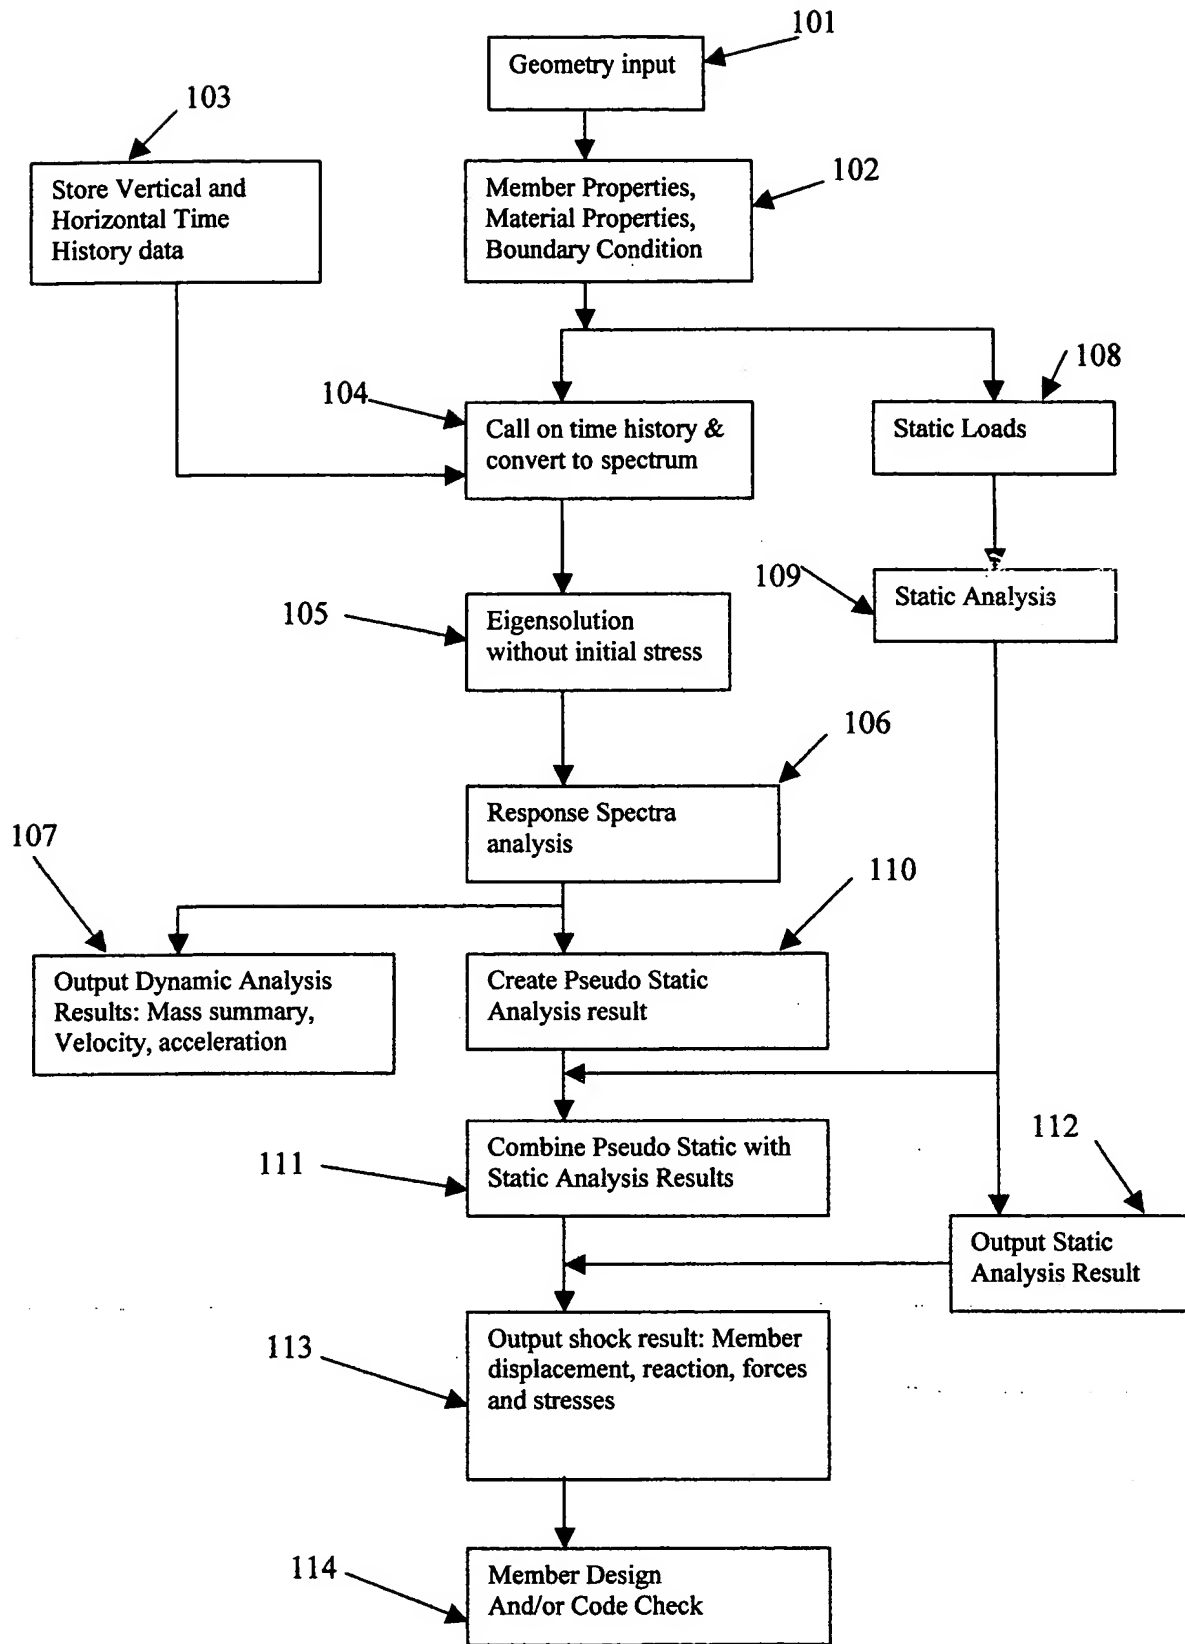 101
Geometry input
103
Store Vertical and
Horizontal Time
History data
102
Member Properties,
Material Properties,
Boundary Condition
104
Call on time history &
convert to spectrum
108
Static Loads
109
Static Analysis
105
Eigensolution
without initial stress
106
Response Spectra
analysis
107
Output Dynamic Analysis
Results: Mass summary,
Velocity, acceleration
110
Create Pseudo Static
Analysis result
111
Combine Pseudo Static with
Static Analysis Results
112
Output Static
Analysis Result
113
Output shock result: Member
displacement, reaction, forces
and stresses
114
Member Design
And/or Code Check